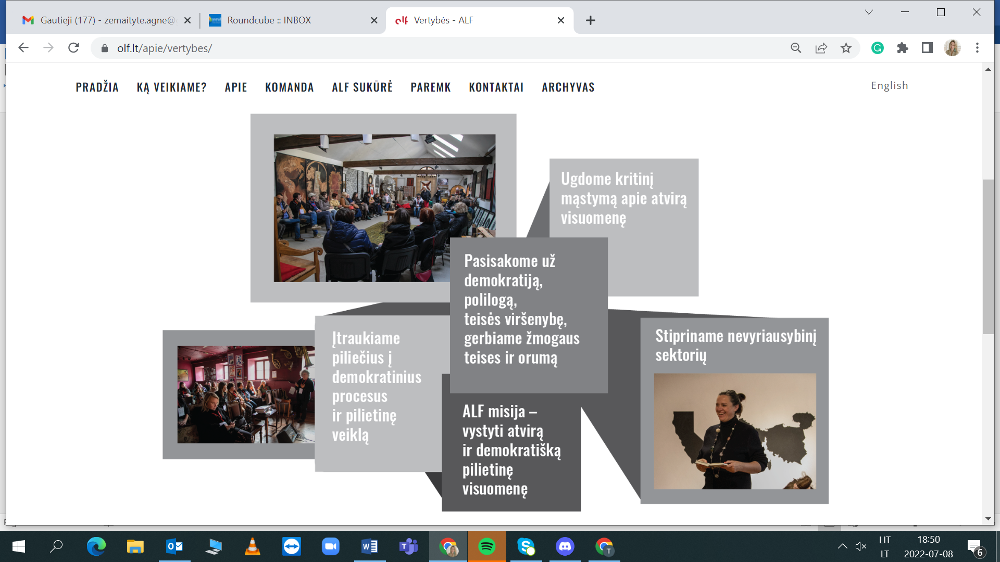 Gautieji (177) - zemaityte.agne@
Roundcube :: INBOX
Vertybės - ALF
olf.lt/apie/vertybes/
PRADŽIA KĄ VEIKIAME? APIE KOMANDA ALF SUKŪRĖ PAREMK KONTAKTAI ARCHYVAS
English
Ugdome kritinį
mąstymą apie atvirą
visuomenę
Pasisakome už
demokratiją,
polilogą,
teisės viršenybę,
gerbiame žmogaus
teises ir orumą
Įtraukiame
piliečius į
demokratinius
procesus
ir pilietinę
veiklą
Stipriname nevyriausybinį
sektorių
ALF misija –
vystyti atvirą
ir demokratišką
pilietinę
visuomenę
LIT
LT
18:50
2022-07-08
6